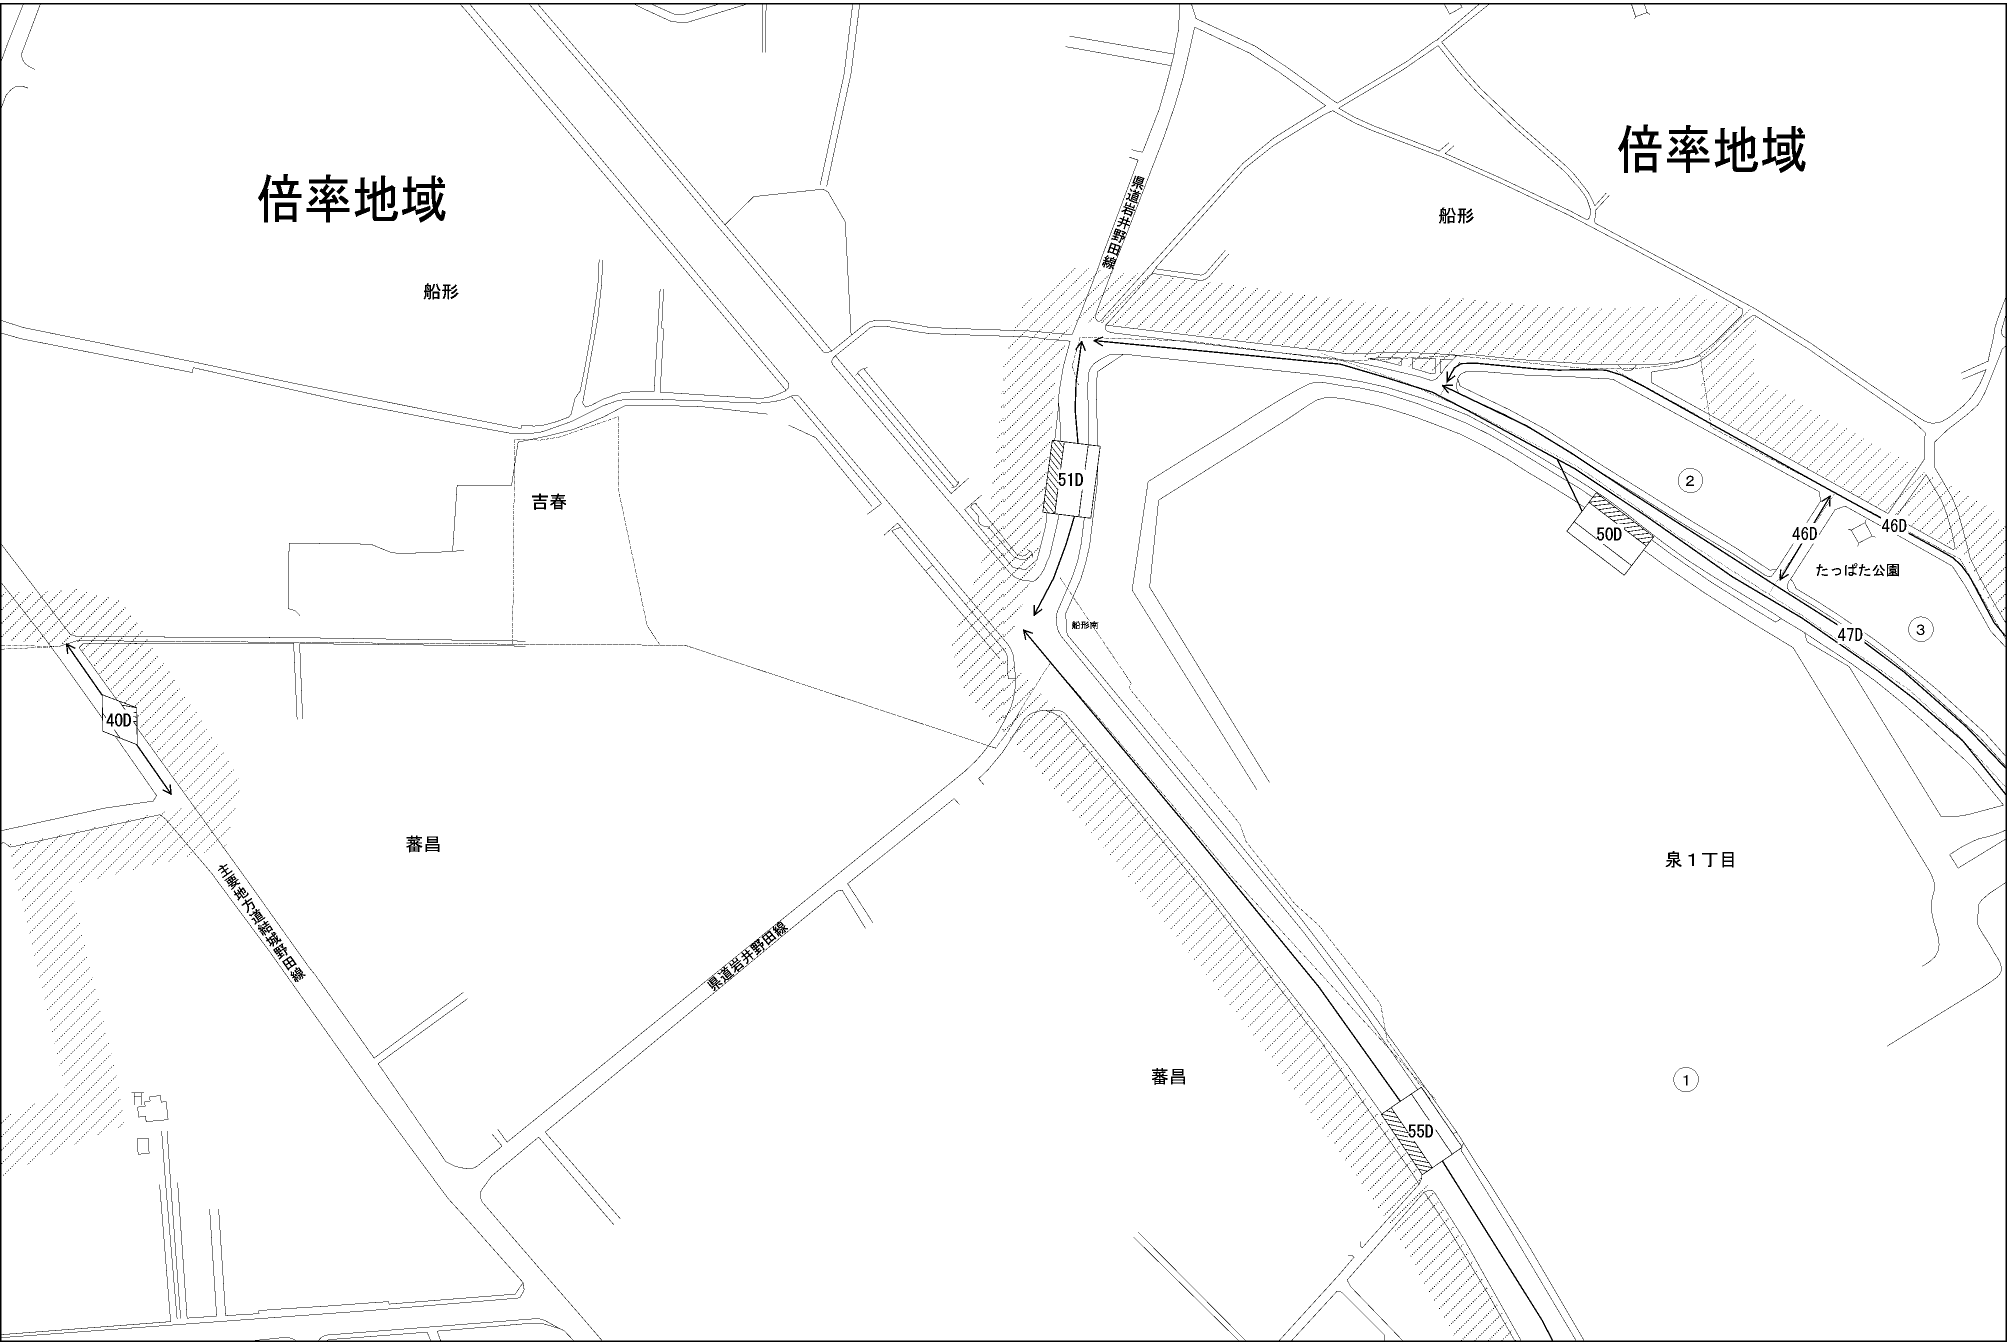 倍率地域
倍率地域
県道岩井野田線
船形
船形
51D
②
吉春
50D
46D
46D
たっぱた公園
船形南
47D
③
40D
蕃昌
主要地方道結城野田線
泉1丁目
県道岩井野田線
蕃昌
①
55D